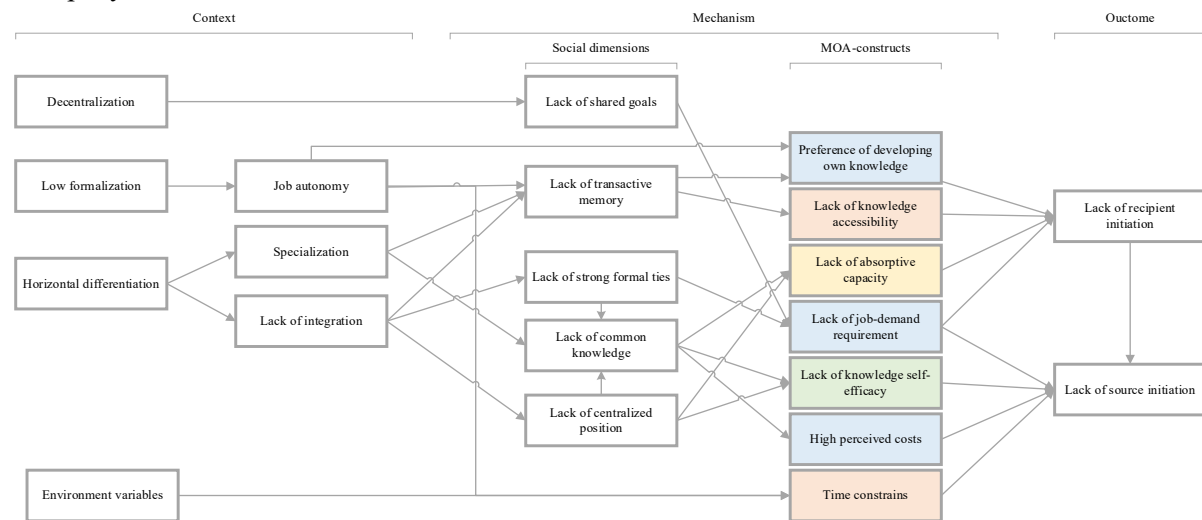 Context
Mechanism
Ouctome
Social dimensions
MOA-constructs
Decentralization
Lack of shared goals
Preference of developing
own knowledge
Low formalization
Job autonomy
Lack of transactive
memory
Lack of knowledge
accessibility
Lack of recipient
initiation
Specialization
Lack of absorptive
capacity
Horizontal differentiation
Lack of strong formal ties
Lack of integration
Lack of common
knowledge
Lack of job-demand
requirement
Lack of knowledge self-
efficacy
Lack of source initiation
Lack of centralized
position
High perceived costs
Environment variables
Time constrains